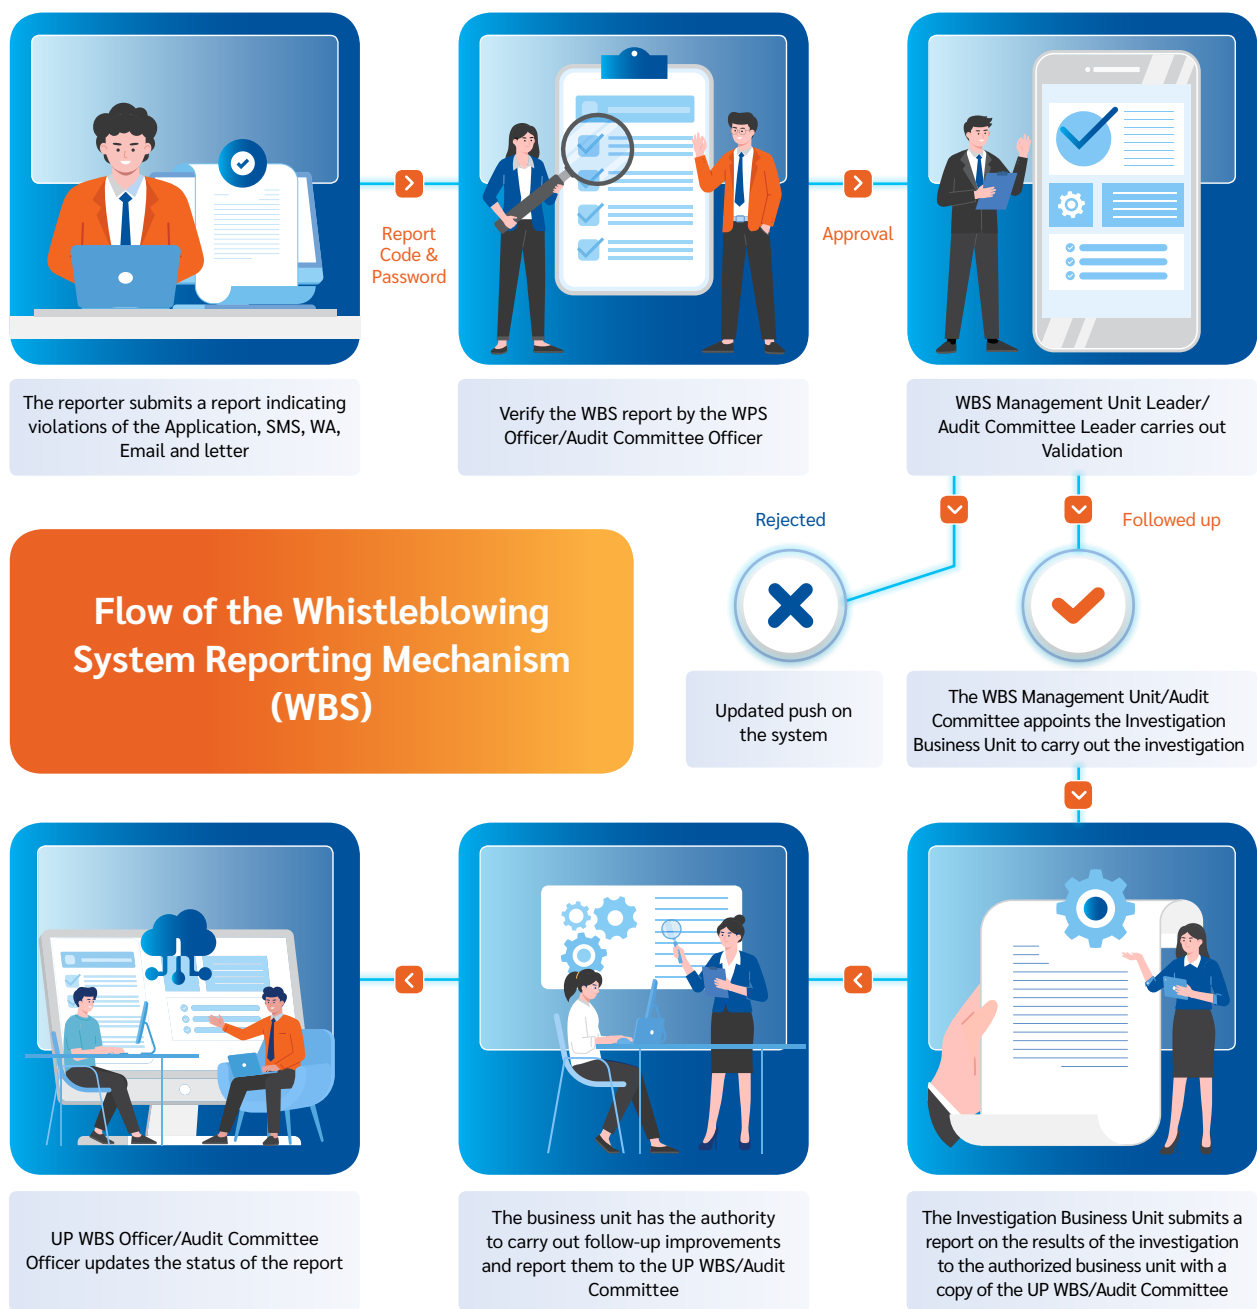 Report
Code &
Password
Approval
The reporter submits a report indicating
violations of the Application, SMS, WA,
Email and letter
Verify the WBS report by the WPS
Officer/Audit Committee Officer
WBS Management Unit Leader/
Audit Committee Leader carries out
Validation
Rejected
Followed up
Flow of the Whistleblowing
System Reporting Mechanism
(WBS)
Updated push on
the system
The WBS Management Unit/Audit
Committee appoints the Investigation
Business Unit to carry out the investigation
UP WBS Officer/Audit Committee
Officer updates the status of the report
The business unit has the authority
to carry out follow-up improvements
and report them to the UP WBS/Audit
Committee
The Investigation Business Unit submits a
report on the results of the investigation
to the authorized business unit with a
copy of the UP WBS/Audit Committee